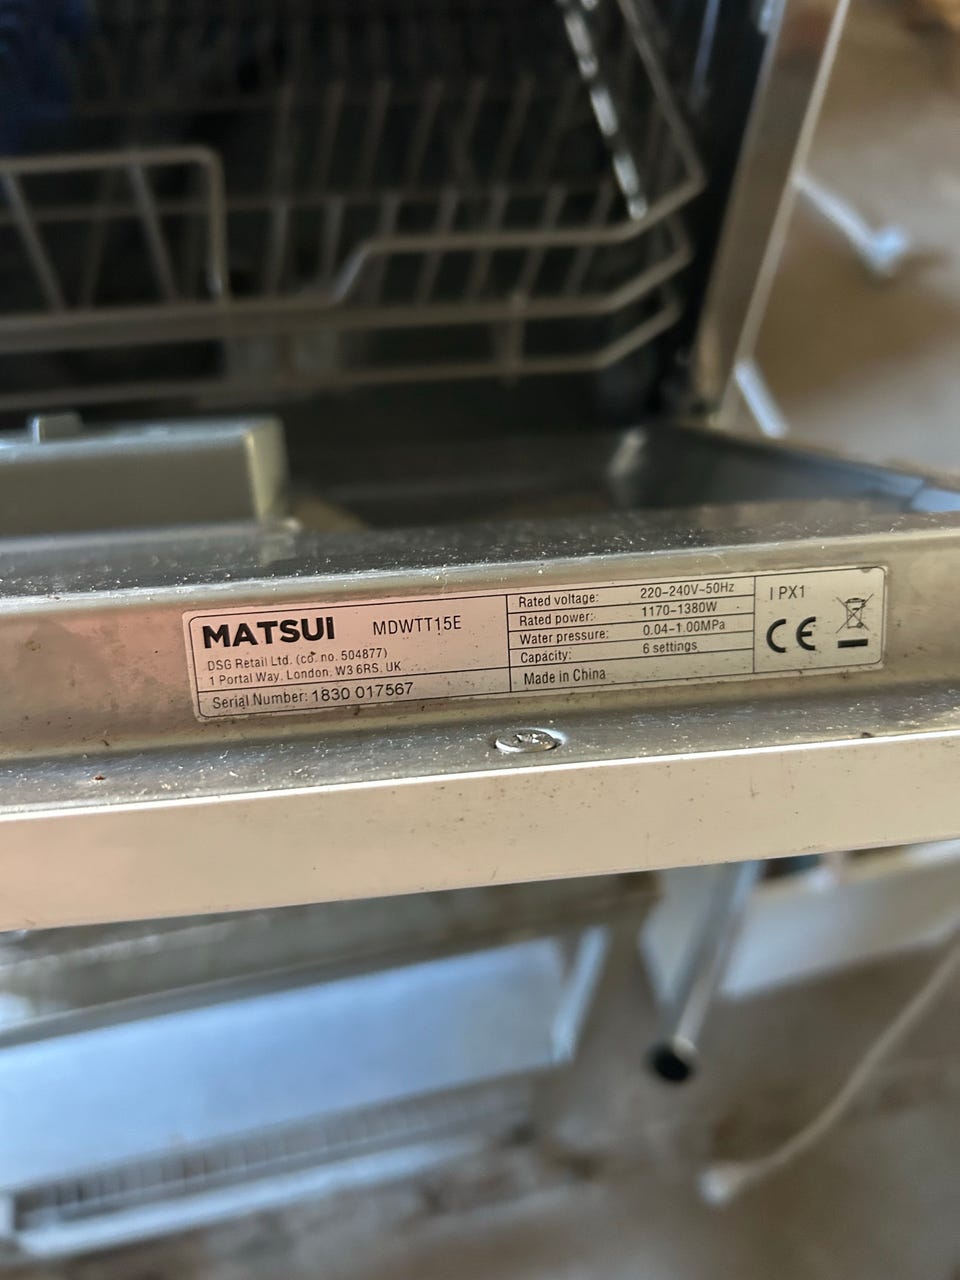 MATSUI MDWTT15E
DSG Retail Ltd. (co. no. 504877)
1 Portal Way, London, W3 6RS, UK
Serial Number: 1830 017567
Rated voltage: 220-240V~50Hz
Rated power: 1170-1380W
Water pressure: 0.04-1.00MPa
Capacity: 6 settings
Made in China
IPX1
CE